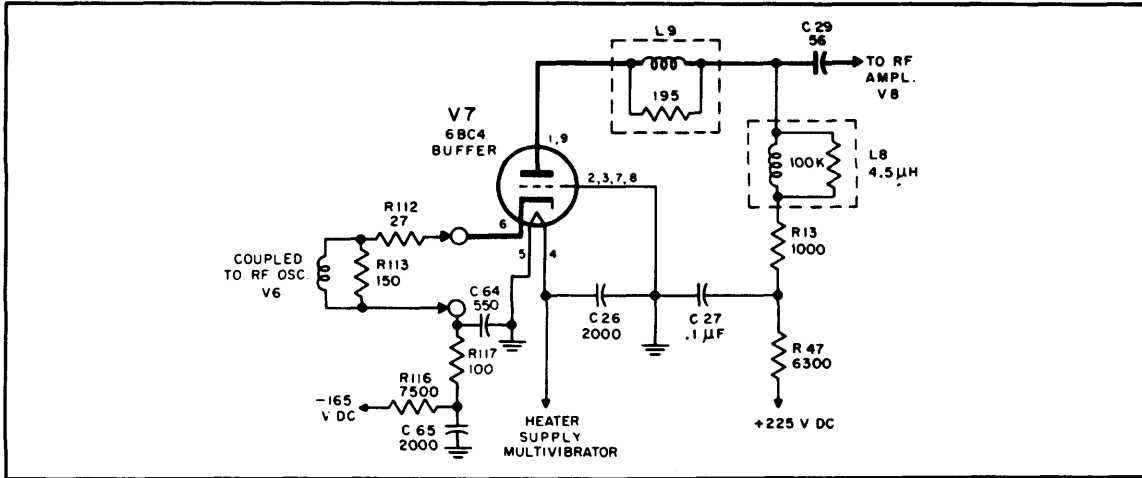 L9
195
C 29
56
TO RF
AMPL.
V8
V7
6BC4
BUFFER
1,9
2,3,7,8
6
5
4
100K
L8
4.5 μH
R112
27
R13
1000
COUPLED
TO RF OSC.
V6
R113
150
C 64
550
C 26
2000
C 27
.1 μF
R117
100
R 47
6300
R116
7500
-165
V DC
C 65
2000
HEATER
SUPPLY
MULTIVIBRATOR
+225 V DC